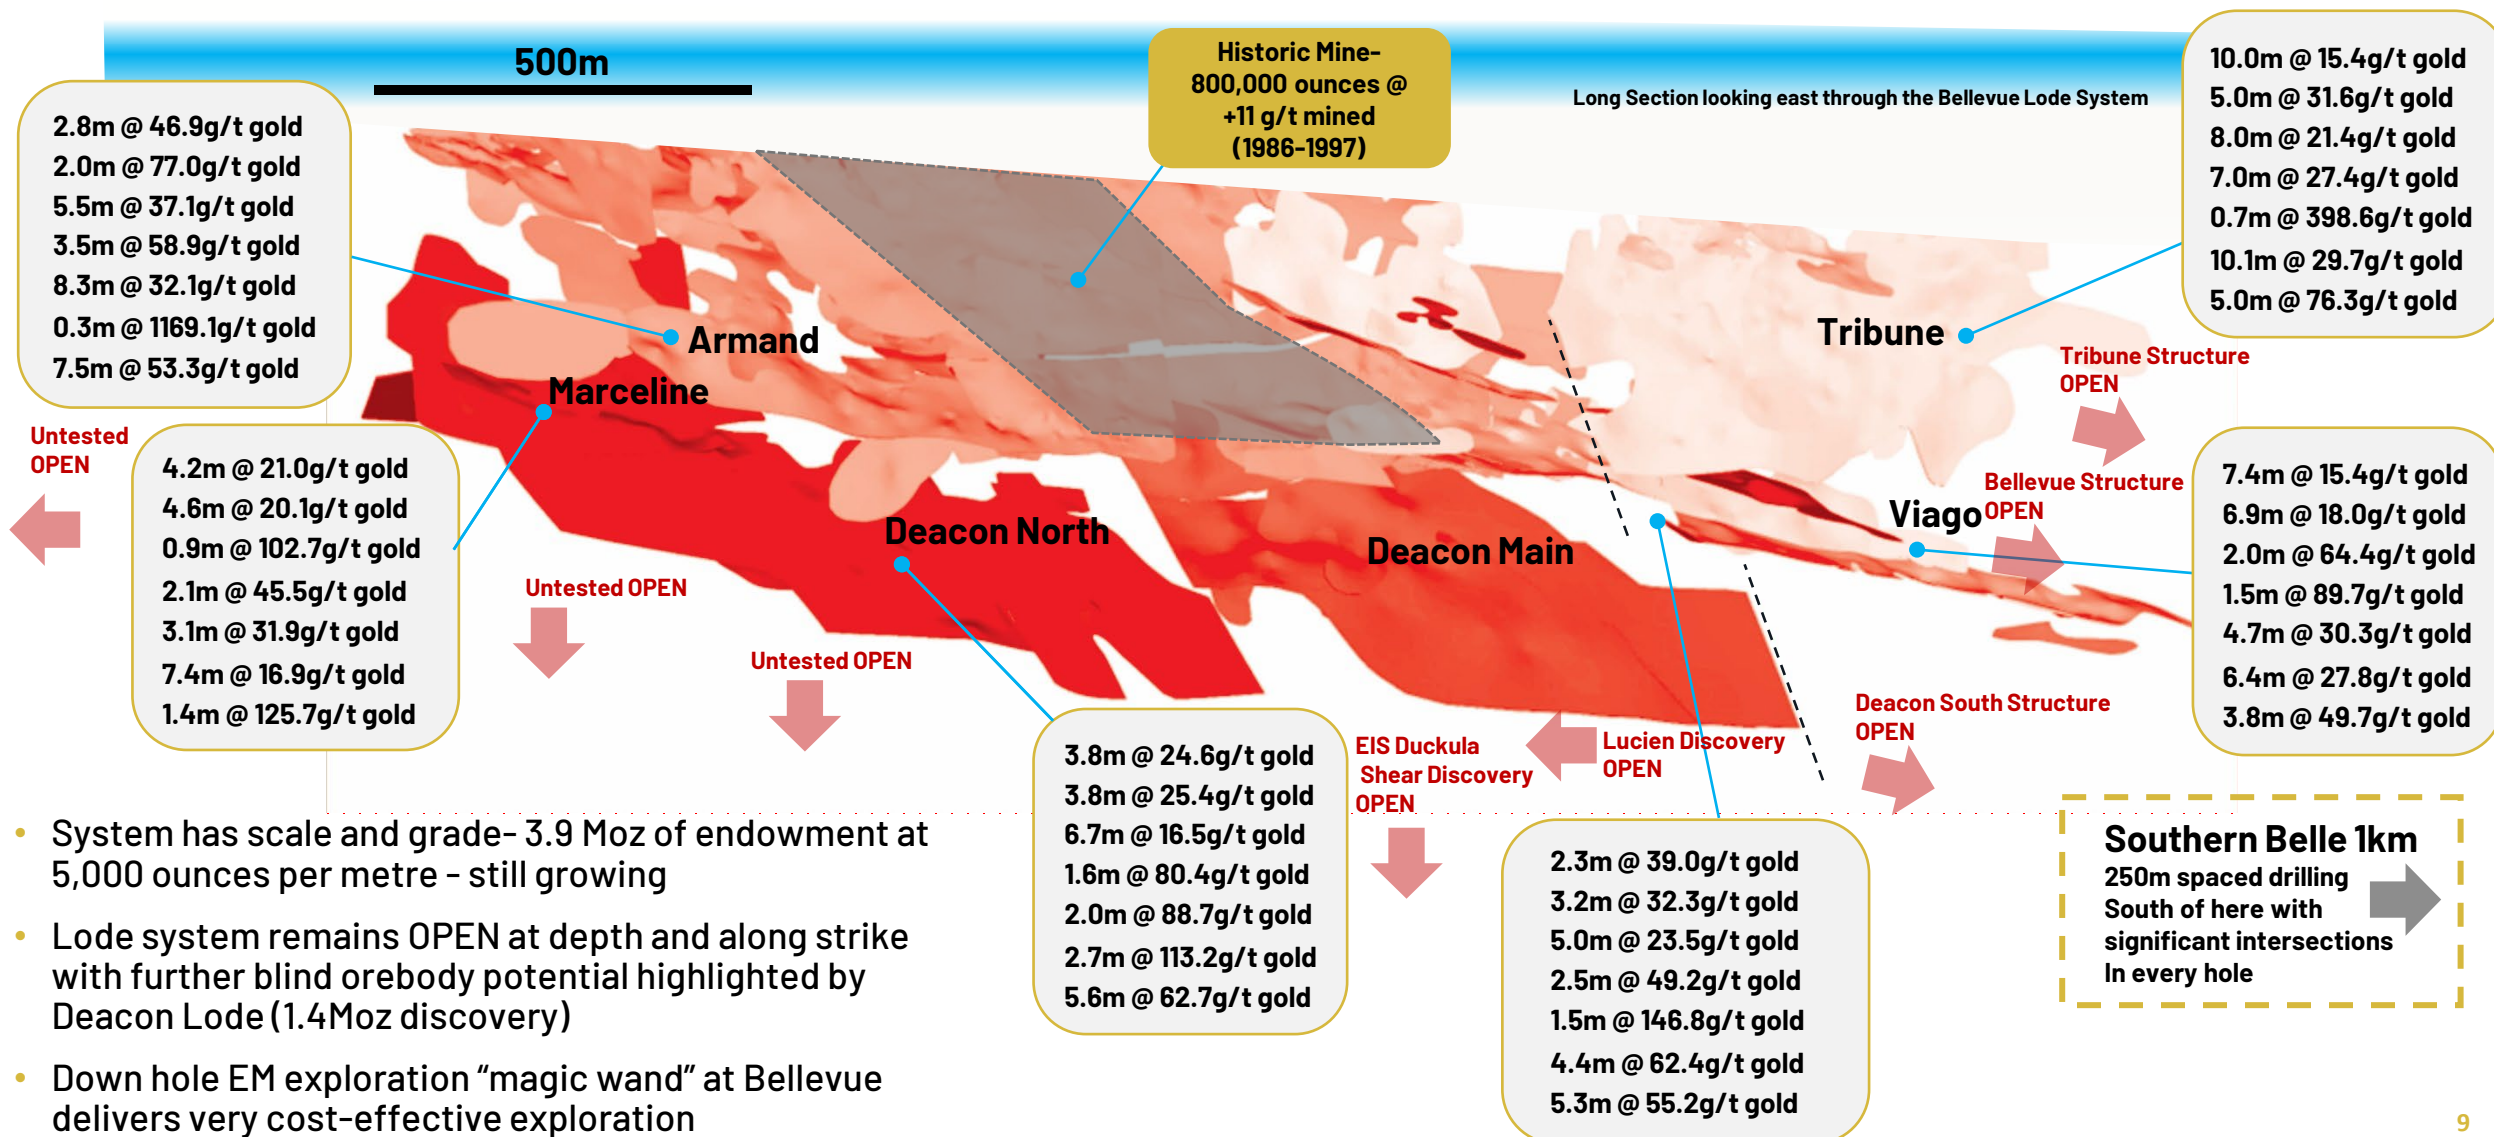 500m
Historic Mine-
800,000 ounces @
+11 g/t mined
(1986-1997)
Long Section looking east through the Bellevue Lode System
2.8m @ 46.9g/t gold
2.0m @ 77.0g/t gold
5.5m @ 37.1g/t gold
3.5m @ 58.9g/t gold
8.3m @ 32.1g/t gold
0.3m @ 1169.1g/t gold
7.5m @ 53.3g/t gold
10.0m @ 15.4g/t gold
5.0m @ 31.6g/t gold
8.0m @ 21.4g/t gold
7.0m @ 27.4g/t gold
0.7m @ 398.6g/t gold
10.1m @ 29.7g/t gold
5.0m @ 76.3g/t gold
Armand
Marceline
Tribune
Tribune Structure
OPEN
Untested
OPEN
4.2m @ 21.0g/t gold
4.6m @ 20.1g/t gold
0.9m @ 102.7g/t gold
2.1m @ 45.5g/t gold
3.1m @ 31.9g/t gold
7.4m @ 16.9g/t gold
1.4m @ 125.7g/t gold
Bellevue Structure
OPEN
Viago
7.4m @ 15.4g/t gold
6.9m @ 18.0g/t gold
2.0m @ 64.4g/t gold
1.5m @ 89.7g/t gold
4.7m @ 30.3g/t gold
6.4m @ 27.8g/t gold
3.8m @ 49.7g/t gold
Deacon North
Deacon Main
Untested OPEN
Untested OPEN
Deacon South Structure
OPEN
EIS Duckula
Shear Discovery
OPEN
Lucien Discovery
OPEN
3.8m @ 24.6g/t gold
3.8m @ 25.4g/t gold
6.7m @ 16.5g/t gold
1.6m @ 80.4g/t gold
2.0m @ 88.7g/t gold
2.7m @ 113.2g/t gold
5.6m @ 62.7g/t gold
2.3m @ 39.0g/t gold
3.2m @ 32.3g/t gold
5.0m @ 23.5g/t gold
2.5m @ 49.2g/t gold
1.5m @ 146.8g/t gold
4.4m @ 62.4g/t gold
5.3m @ 55.2g/t gold
Southern Belle 1km
250m spaced drilling
South of here with
significant intersections
In every hole
• System has scale and grade- 3.9 Moz of endowment at
5,000 ounces per metre - still growing
• Lode system remains OPEN at depth and along strike
with further blind orebody potential highlighted by
Deacon Lode (1.4Moz discovery)
• Down hole EM exploration “magic wand” at Bellevue
delivers very cost-effective exploration
9